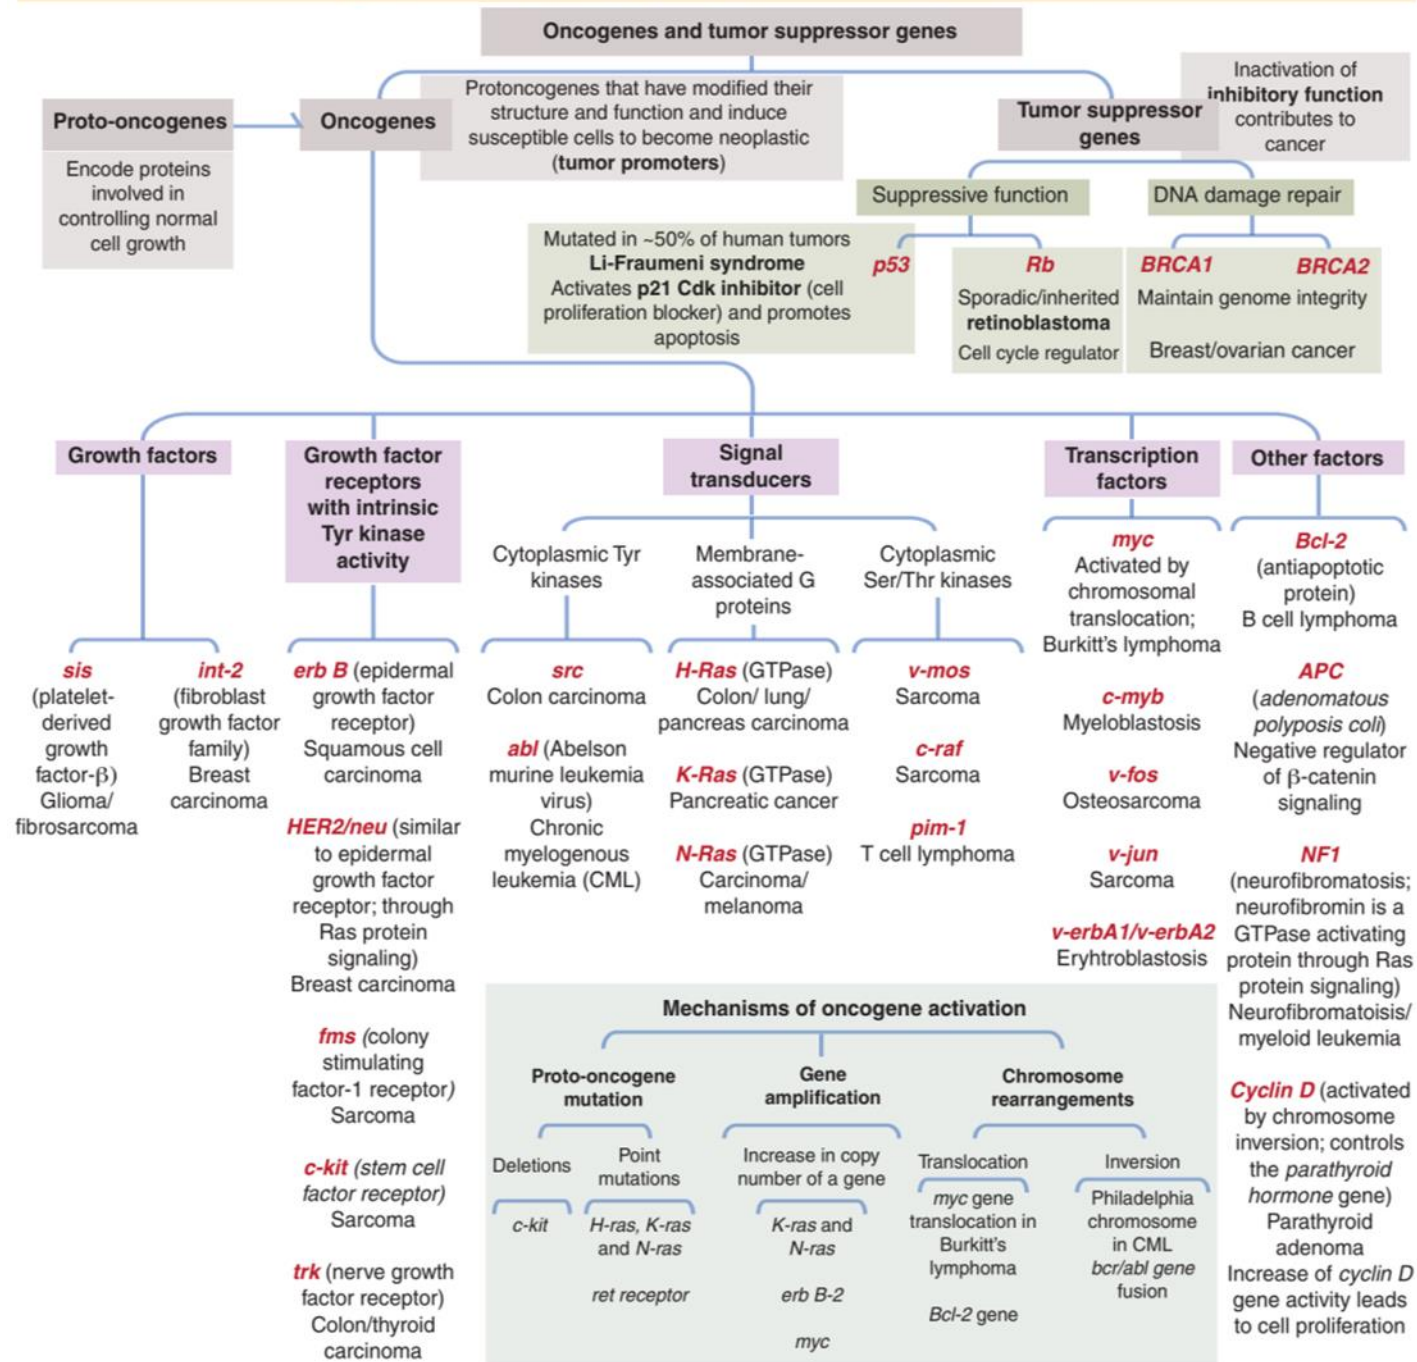 Oncogenes and tumor suppressor genes
Proto-oncogenes
Encode proteins
involved in
controlling normal
cell growth
Oncogenes
Protoncogenes that have modified their
structure and function and induce
susceptible cells to become neoplastic
(tumor promoters)
Tumor suppressor
genes
Inactivation of
inhibitory function
contributes to
cancer
Suppressive function
DNA damage repair
Mutated in ~50% of human tumors
Li-Fraumeni syndrome
Activates p21 Cdk inhibitor (cell
proliferation blocker) and promotes
apoptosis
p53
Rb
Sporadic/inherited
retinoblastoma
Cell cycle regulator
BRCA1
BRCA2
Maintain genome integrity
Breast/ovarian cancer
Growth factors
sis
(platelet-
derived
growth
factor-β)
Glioma/
fibrosarcoma
int-2
(fibroblast
growth factor
family)
Breast
carcinoma
Growth factor
receptors
with intrinsic
Tyr kinase
activity
erb B (epidermal
growth factor
receptor)
Squamous cell
carcinoma
HER2/neu (similar
to epidermal
growth factor
receptor; through
Ras protein
signaling)
Breast carcinoma
fms (colony
stimulating
factor-1 receptor)
Sarcoma
c-kit (stem cell
factor receptor)
Sarcoma
trk (nerve growth
factor receptor)
Colon/thyroid
carcinoma
Signal
transducers
Cytoplasmic Tyr
kinases
src
Colon carcinoma
abl (Abelson
murine leukemia
virus)
Chronic
myelogenous
leukemia (CML)
Membrane-
associated G
proteins
H-Ras (GTPase)
Colon/ lung/
pancreas carcinoma
K-Ras (GTPase)
Pancreatic cancer
N-Ras (GTPase)
Carcinoma/
melanoma
Cytoplasmic
Ser/Thr kinases
v-mos
Sarcoma
c-raf
Sarcoma
pim-1
T cell lymphoma
Transcription
factors
myc
Activated by
chromosomal
translocation;
Burkitt's lymphoma
c-myb
Myeloblastosis
v-fos
Osteosarcoma
v-jun
Sarcoma
v-erbA1/v-erbA2
Eryhtroblastosis
Other factors
Bcl-2
(antiapoptotic
protein)
B cell lymphoma
APC
(adenomatous
polyposis coli)
Negative regulator
of β-catenin
signaling
NF1
(neurofibromatosis;
neurofibromin is a
GTPase activating
protein through Ras
protein signaling)
Neurofibromatoisis/
myeloid leukemia
Cyclin D (activated
by chromosome
inversion; controls
the parathyroid
hormone gene)
Parathyroid
adenoma
Increase of cyclin D
gene activity leads
to cell proliferation
Mechanisms of oncogene activation
Proto-oncogene
mutation
Deletions
c-kit
Point
mutations
H-ras, K-ras
and N-ras
ret receptor
Gene
amplification
Increase in copy
number of a gene
K-ras and
N-ras
erb B-2
myc
Chromosome
rearrangements
Translocation
myc gene
translocation in
Burkitt's
lymphoma
Bcl-2 gene
Inversion
Philadelphia
chromosome
in CML
bcr/abl gene
fusion